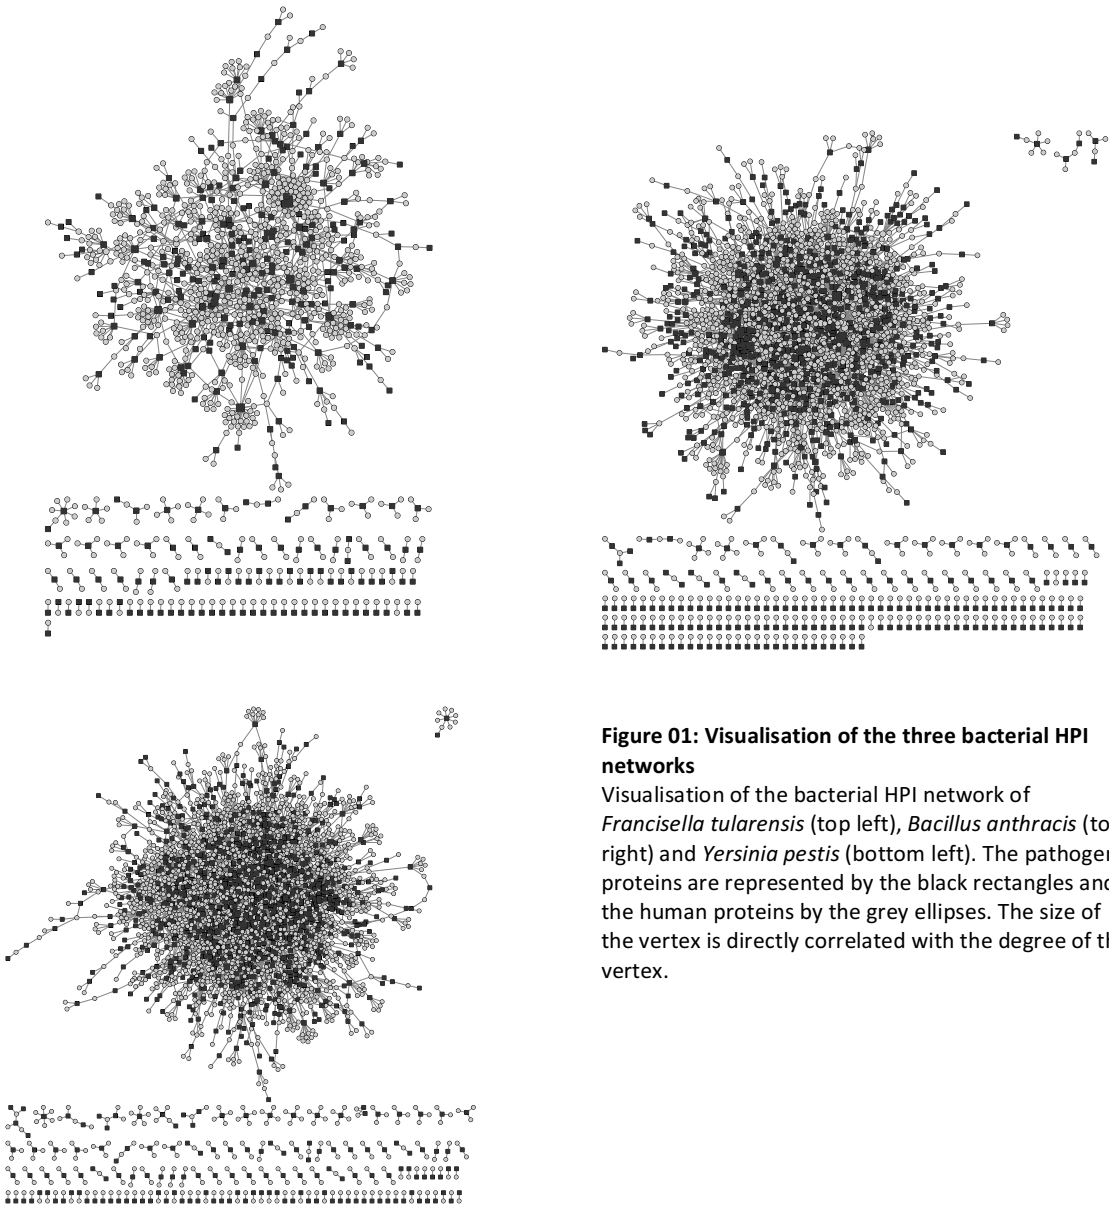 Figure 01: Visualisation of the three bacterial HPI
networks
Visualisation of the bacterial HPI network of
Francisella tularensis (top left), Bacillus anthracis (to
right) and Yersinia pestis (bottom left). The pathoge
proteins are represented by the black rectangles and
the human proteins by the grey ellipses. The size of
the vertex is directly correlated with the degree of th
vertex.